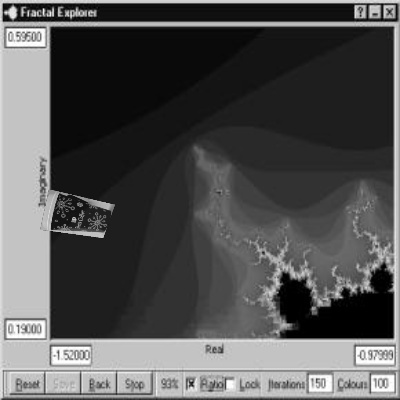 Fractal Explorer
0.59500
Imaginary
0.19000
-1.52000
Real
-0.97999
Reset Save Back Stop 93% Ratio Lock Iterations 150 Colours 100